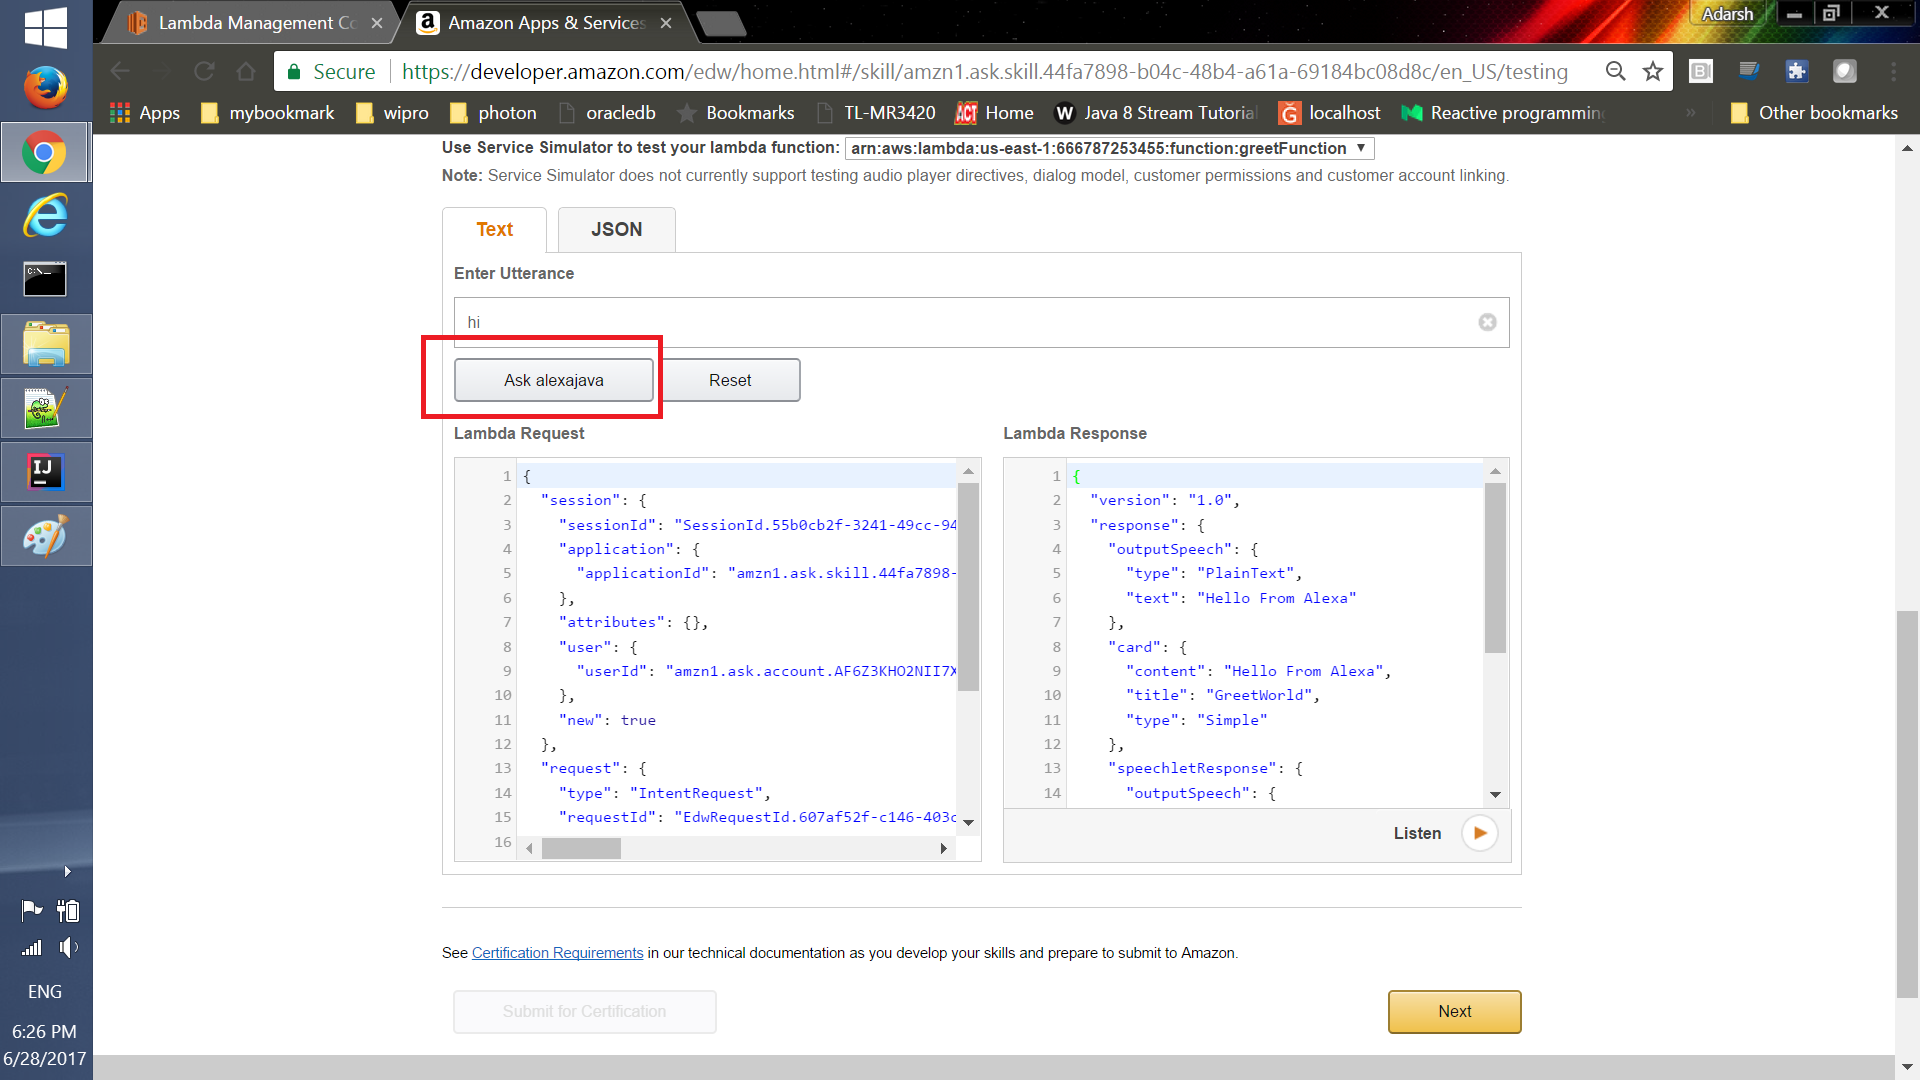 Lambda Management Co
Amazon Apps & Services
Adarsh
Secure
https://developer.amazon.com/edw/home.html#/skill/amzn1.ask.skill.44fa7898-b04c-48b4-a61a-69184bc08d8c/en_US/testing
Apps
mybookmark
wipro
photon
oracledb
Bookmarks
TL-MR3420
ACT
Home
W
Java 8 Stream Tutorial
localhost
Reactive programming
»
Other bookmarks
Use Service Simulator to test your lambda function: arn:aws:lambda:us-east-1:666787253455:function:greetFunction
Note: Service Simulator does not currently support testing audio player directives, dialog model, customer permissions and customer account linking.
Text
JSON
Enter Utterance
hi
Ask alexajava
Reset
Lambda Request
1 {
2 "session": {
3 "sessionId": "SessionId.55b0cb2f-3241-49cc-94
4 "application": {
5 "applicationId": "amzn1.ask.skill.44fa7898-
6 },
7 "attributes": {},
8 "user": {
9 "userId": "amzn1.ask.account.AF6Z3KHO2NII7X
10 },
11 "new": true
12 },
13 "request": {
14 "type": "IntentRequest",
15 "requestId": "EdwRequestId.607af52f-c146-403c
16
Lambda Response
1 {
2 "version": "1.0",
3 "response": {
4 "outputSpeech": {
5 "type": "PlainText",
6 "text": "Hello From Alexa"
7 },
8 "card": {
9 "content": "Hello From Alexa",
10 "title": "GreetWorld",
11 "type": "Simple"
12 },
13 "speechletResponse": {
14 "outputSpeech": {
Listen
See Certification Requirements in our technical documentation as you develop your skills and prepare to submit to Amazon.
Submit for Certification
Next
C:\
IJ
ENG
6:26 PM
6/28/2017